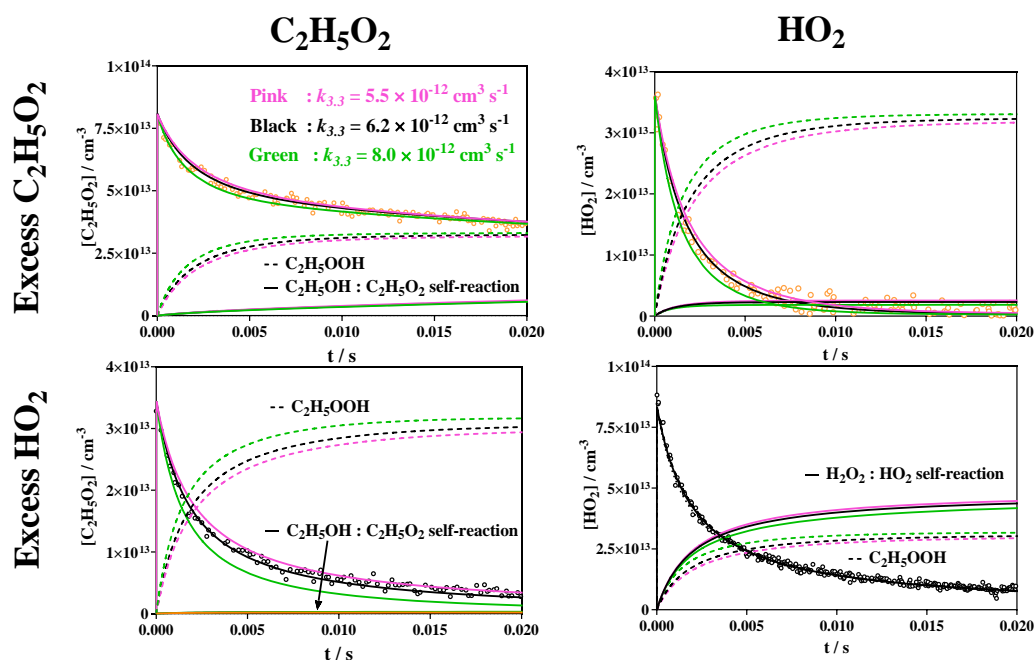 C₂H₅O₂
HO₂
Excess C₂H₅O₂
[C₂H₅O₂] / cm⁻³
1×10¹⁴
7.5×10¹³
5.0×10¹³
2.5×10¹³
0
Pink : k₃.₃ = 5.5 × 10⁻¹² cm³ s⁻¹
Black : k₃.₃ = 6.2 × 10⁻¹² cm³ s⁻¹
Green : k₃.₃ = 8.0 × 10⁻¹² cm³ s⁻¹
C₂H₅OOH
C₂H₅OH : C₂H₅O₂ self-reaction
0.000 0.005 0.010 0.015 0.020
t / s
[HO₂] / cm⁻³
4×10¹³
3×10¹³
2×10¹³
1×10¹³
0
0.000 0.005 0.010 0.015 0.020
t / s
Excess HO₂
[C₂H₅O₂] / cm⁻³
4×10¹³
3×10¹³
2×10¹³
1×10¹³
0
C₂H₅OOH
C₂H₅OH : C₂H₅O₂ self-reaction
0.000 0.005 0.010 0.015 0.020
t / s
[HO₂] / cm⁻³
1×10¹⁴
7.5×10¹³
5.0×10¹³
2.5×10¹³
0
H₂O₂ : HO₂ self-reaction
C₂H₅OOH
0.000 0.005 0.010 0.015 0.020
t / s